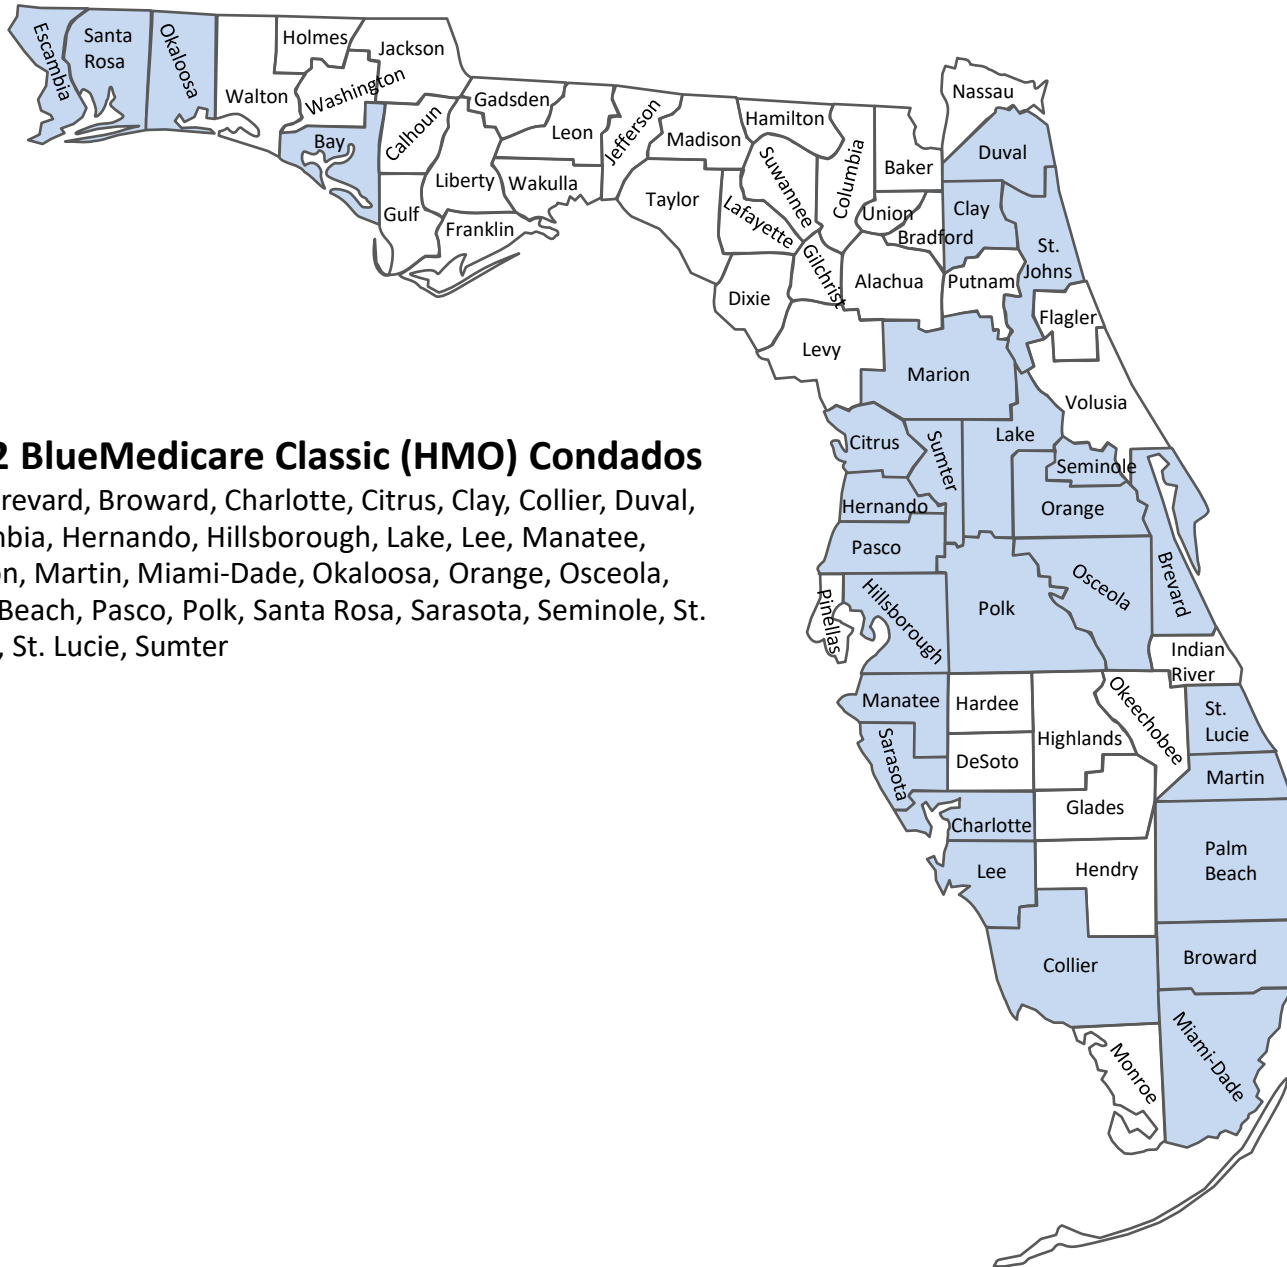 Escambia
Santa
Rosa
Okaloosa
Walton
Holmes
Washington
Jackson
Bay
Calhoun
Gulf
Liberty
Gadsden
Leon
Wakulla
Franklin
Jefferson
Madison
Taylor
Hamilton
Suwannee
Lafayette
Dixie
Columbia
Gilchrist
Baker
Union
Bradford
Alachua
Levy
Nassau
Duval
Clay
St.
Johns
Putnam
Flagler
Marion
Volusia
2 BlueMedicare Classic (HMO) Condados
revard, Broward, Charlotte, Citrus, Clay, Collier, Duval,
bia, Hernando, Hillsborough, Lake, Lee, Manatee,
n, Martin, Miami-Dade, Okaloosa, Orange, Osceola,
Beach, Pasco, Polk, Santa Rosa, Sarasota, Seminole, St.
, St. Lucie, Sumter
Citrus
Sumter
Lake
Seminole
Orange
Hernando
Pasco
Pinellas
Hillsborough
Polk
Osceola
Brevard
Indian
River
Manatee
Hardee
Highlands
Okeechobee
St.
Lucie
Sarasota
DeSoto
Martin
Charlotte
Glades
Lee
Hendry
Palm
Beach
Collier
Broward
Monroe
Miami-Dade